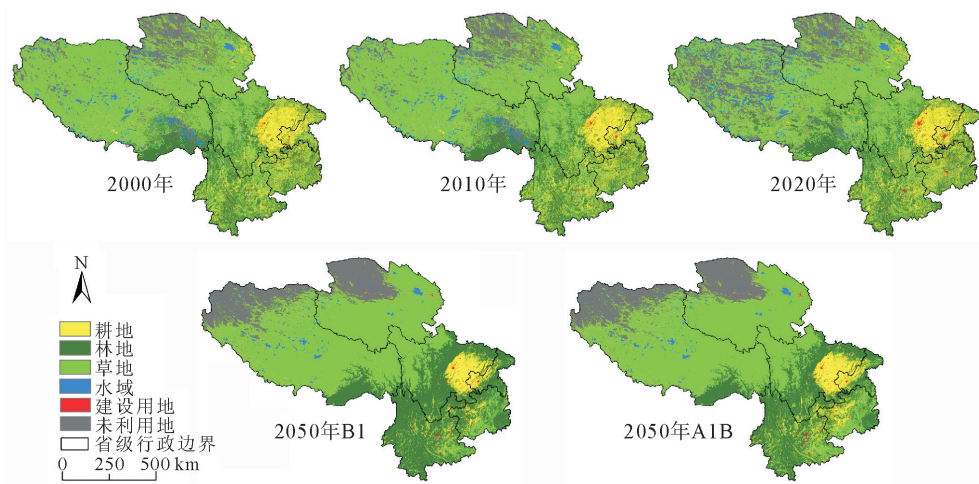 2000年
2010年
2020年
N
耕地
林地
草地
水域
建设用地
未利用地
省级行政边界
0 250 500 km
2050年B1
2050年A1B